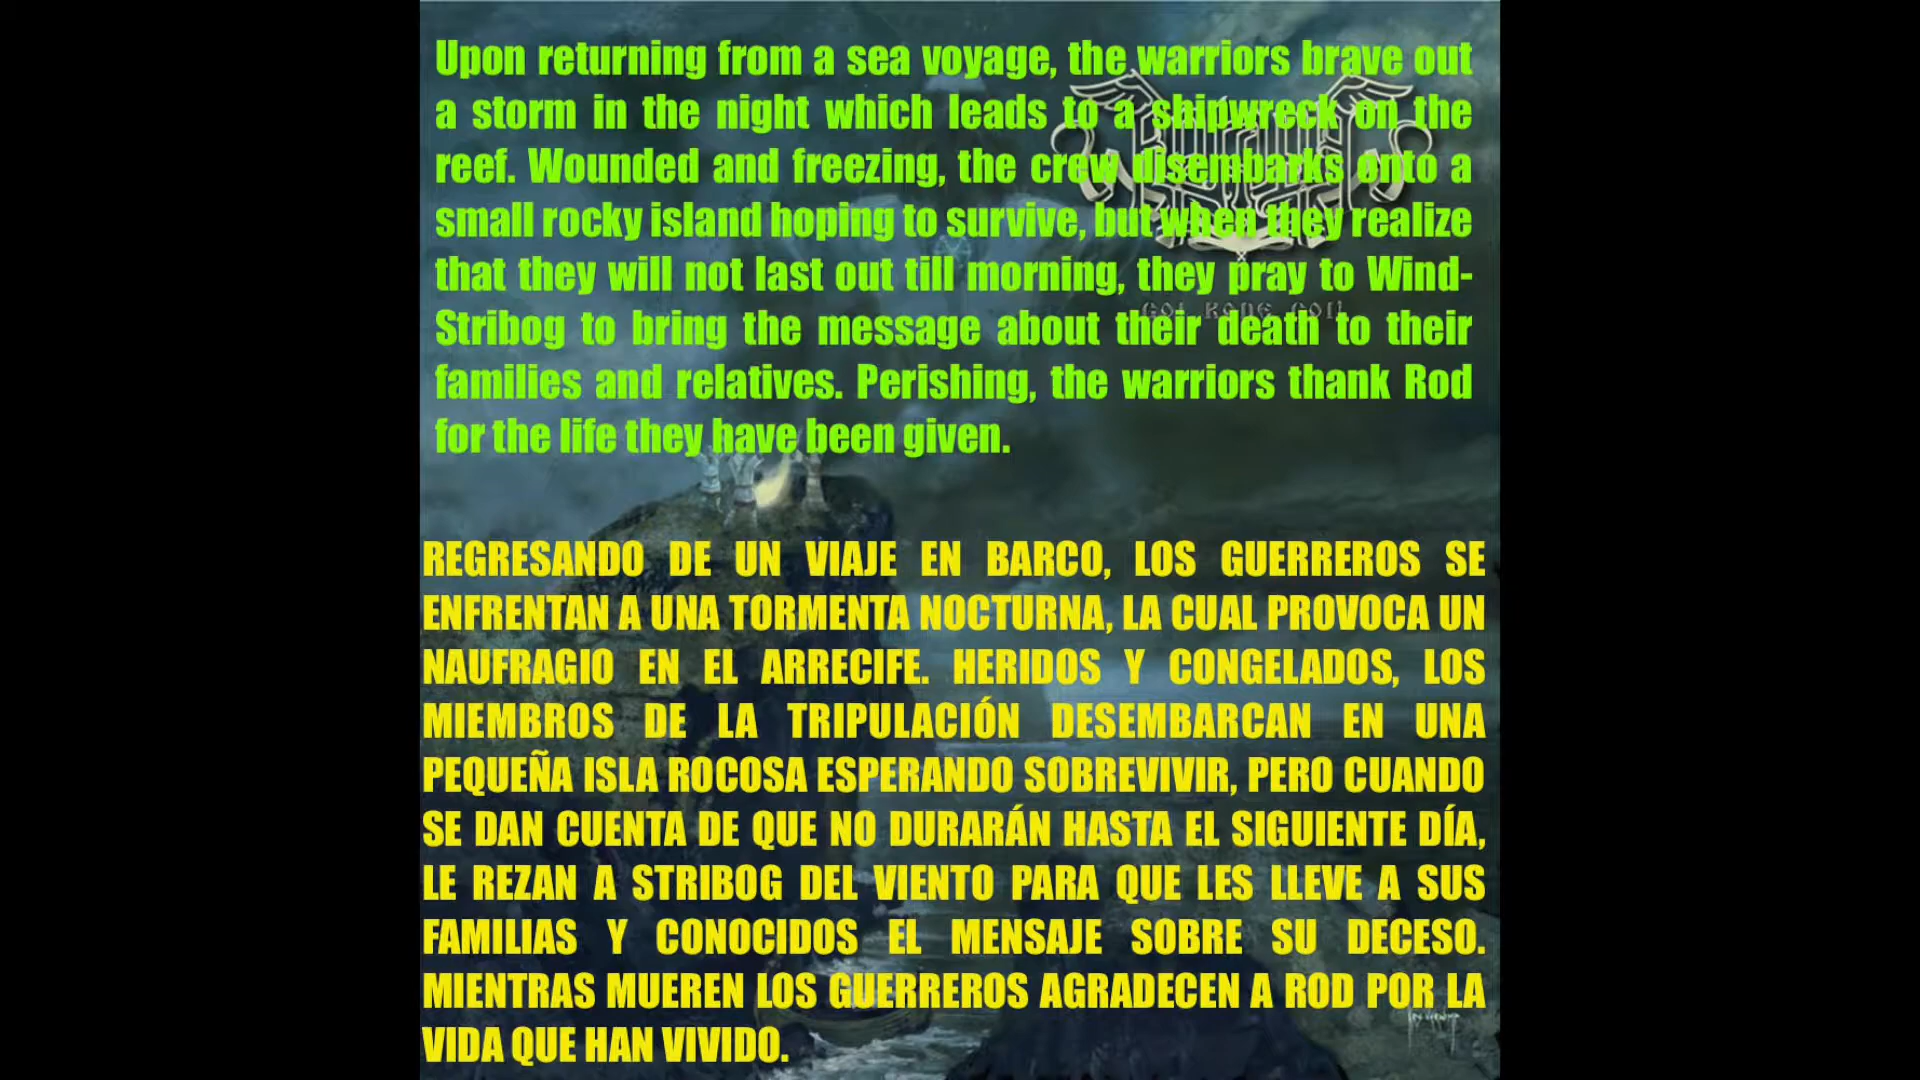 Upon returning from a sea voyage, the warriors brave out
a storm in the night which leads to a shipwreck on the
reef. Wounded and freezing, the crew disembarks onto a
small rocky island hoping to survive, but when they realize
that they will not last out till morning, they pray to Wind-
Stribog to bring the message about their death to their
families and relatives. Perishing, the warriors thank Rod
for the life they have been given.
REGRESANDO DE UN VIAJE EN BARCO, LOS GUERREROS SE
ENFRENTAN A UNA TORMENTA NOCTURNA, LA CUAL PROVOCA UN
NAUFRAGIO EN EL ARRECIFE. HERIDOS Y CONGELADOS, LOS
MIEMBROS DE LA TRIPULACIÓN DESEMBARCAN EN UNA
PEQUEÑA ISLA ROCOSA ESPERANDO SOBREVIVIR, PERO CUANDO
SE DAN CUENTA DE QUE NO DURARÁN HASTA EL SIGUIENTE DÍA,
LE REZAN A STRIBOG DEL VIENTO PARA QUE LES LLEVE A SUS
FAMILIAS Y CONOCIDOS EL MENSAJE SOBRE SU DECESO.
MIENTRAS MUEREN LOS GUERREROS AGRADECEN A ROD POR LA
VIDA QUE HAN VIVIDO.